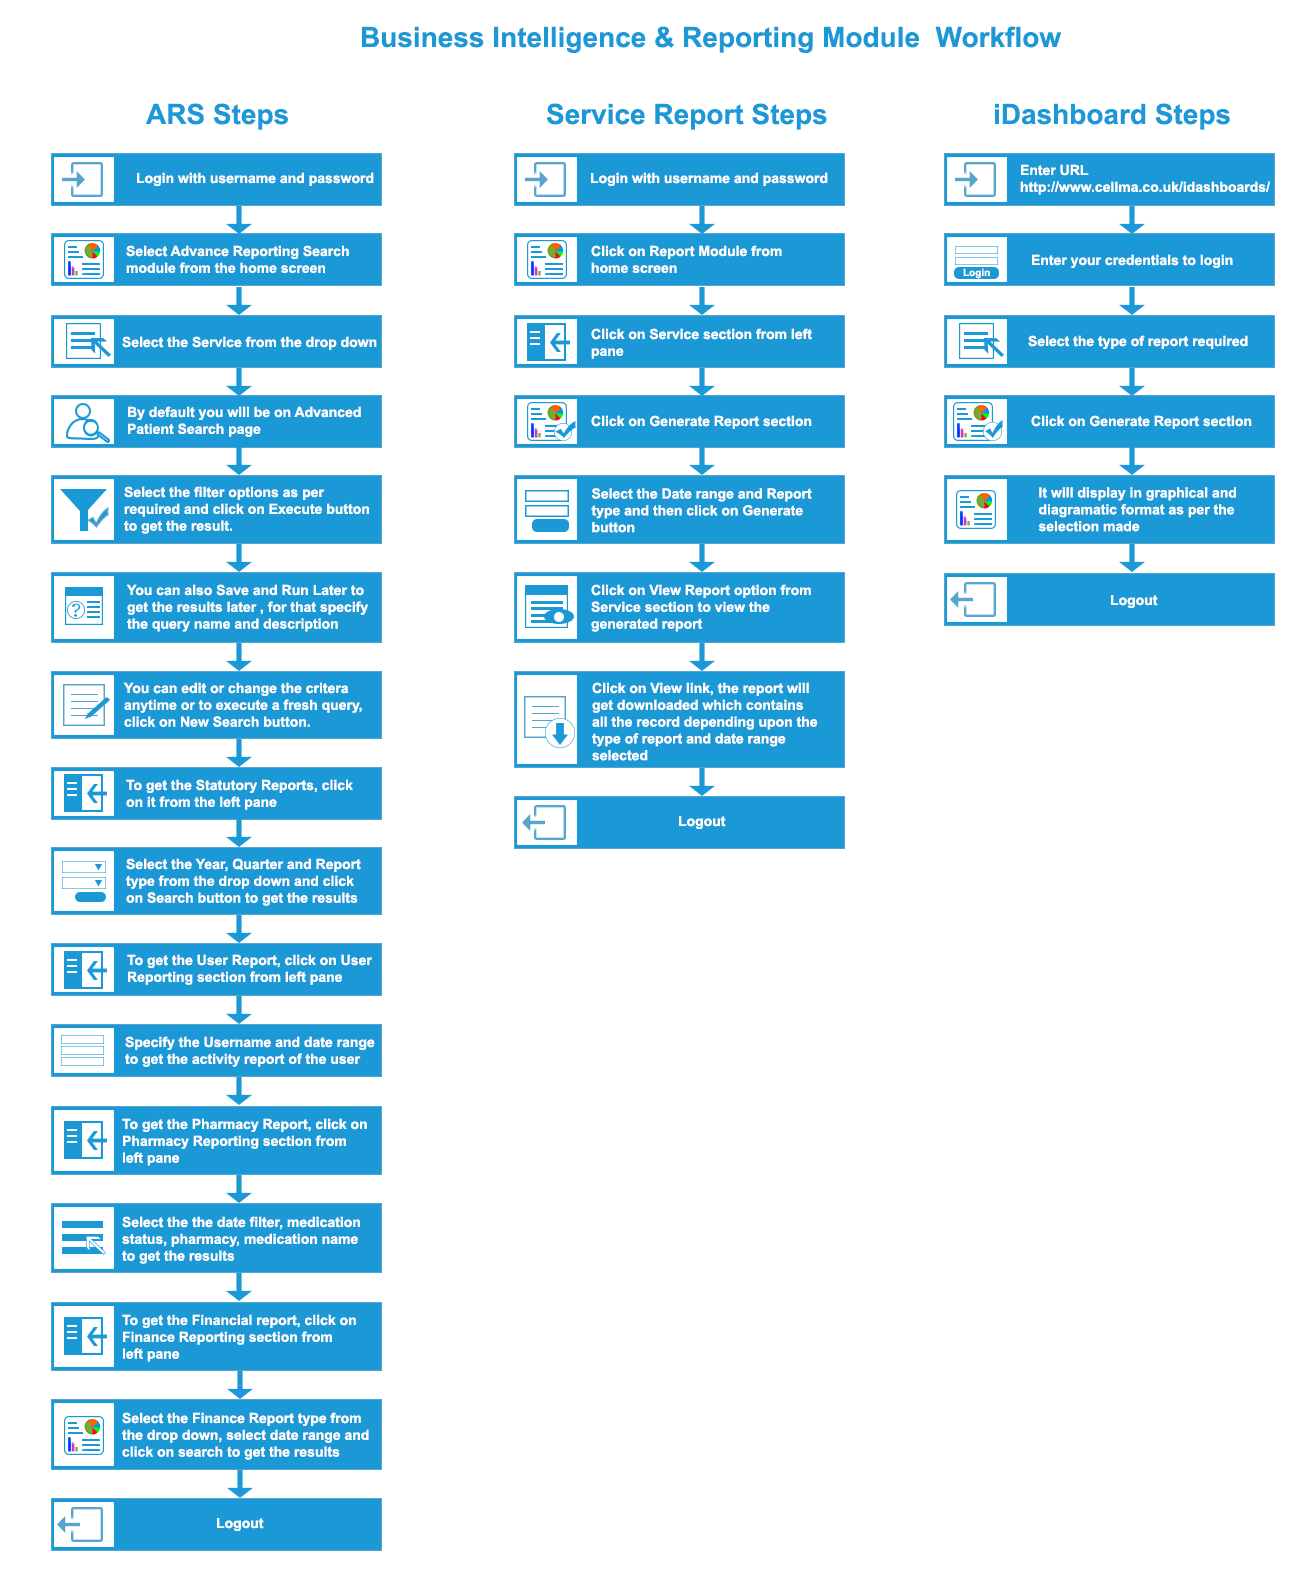 Business Intelligence & Reporting Module  Workflow
ARS Steps
Login with username and password
Select Advance Reporting Search
module from the home screen
Select the Service from the drop down
By default you will be on Advanced
Patient Search page
Select the filter options as per
required and click on Execute button
to get the result.
?
You can also Save and Run Later to
get the results later , for that specify
the query name and description
You can edit or change the critera
anytime or to execute a fresh query,
click on New Search button.
To get the Statutory Reports, click
on it from the left pane
Select the Year, Quarter and Report
type from the drop down and click
on Search button to get the results
To get the User Report, click on User
Reporting section from left pane
Specify the Username and date range
to get the activity report of the user
To get the Pharmacy Report, click on
Pharmacy Reporting section from
left pane
Select the the date filter, medication
status, pharmacy, medication name
to get the results
To get the Financial report, click on
Finance Reporting section from
left pane
Select the Finance Report type from
the drop down, select date range and
click on search to get the results
Logout
Service Report Steps
Login with username and password
Click on Report Module from
home screen
Click on Service section from left
pane
Click on Generate Report section
Select the Date range and Report
type and then click on Generate
button
Click on View Report option from
Service section to view the
generated report
Click on View link, the report will
get downloaded which contains
all the record depending upon the
type of report and date range
selected
Logout
iDashboard Steps
Enter URL
http://www.cellma.co.uk/idashboards/
Login
Enter your credentials to login
Select the type of report required
Click on Generate Report section
It will display in graphical and
diagramatic format as per the
selection made
Logout